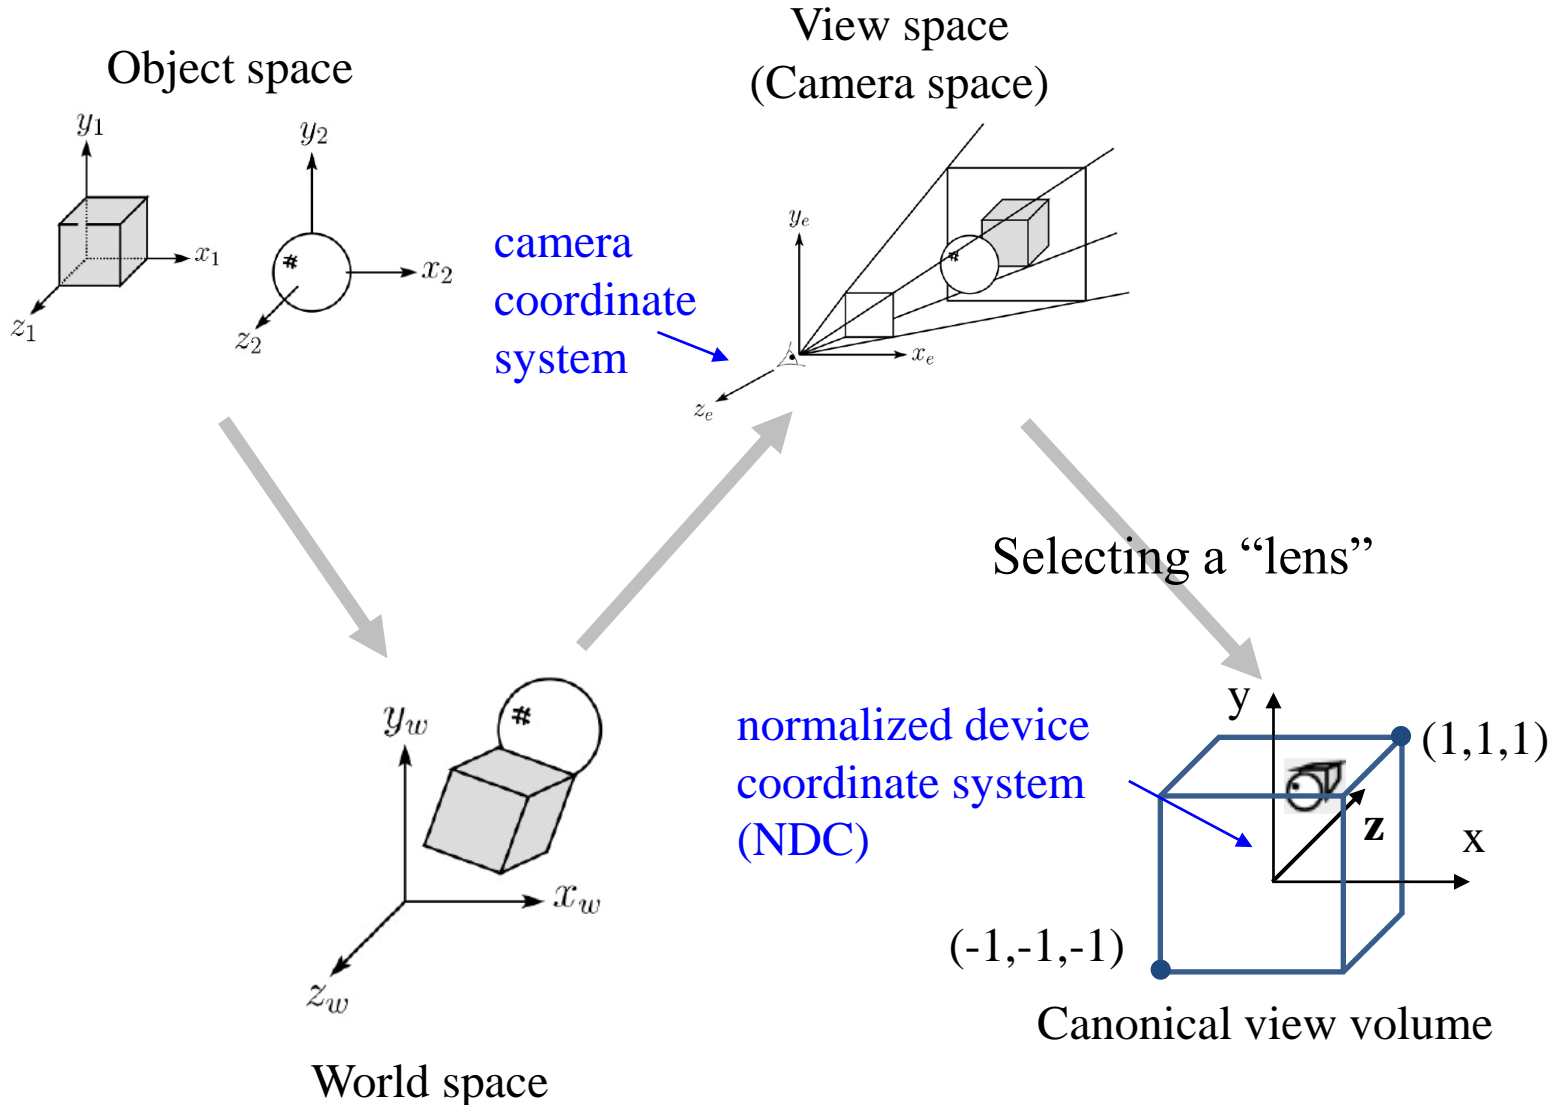 Object space
y1
x1
z1
y2
#
x2
z2
View space
(Camera space)
camera
coordinate
system
ye
#
xe
ze
Selecting a “lens”
yw
#
xw
zw
World space
normalized device
coordinate system
(NDC)
y
(1,1,1)
z
x
(-1,-1,-1)
Canonical view volume